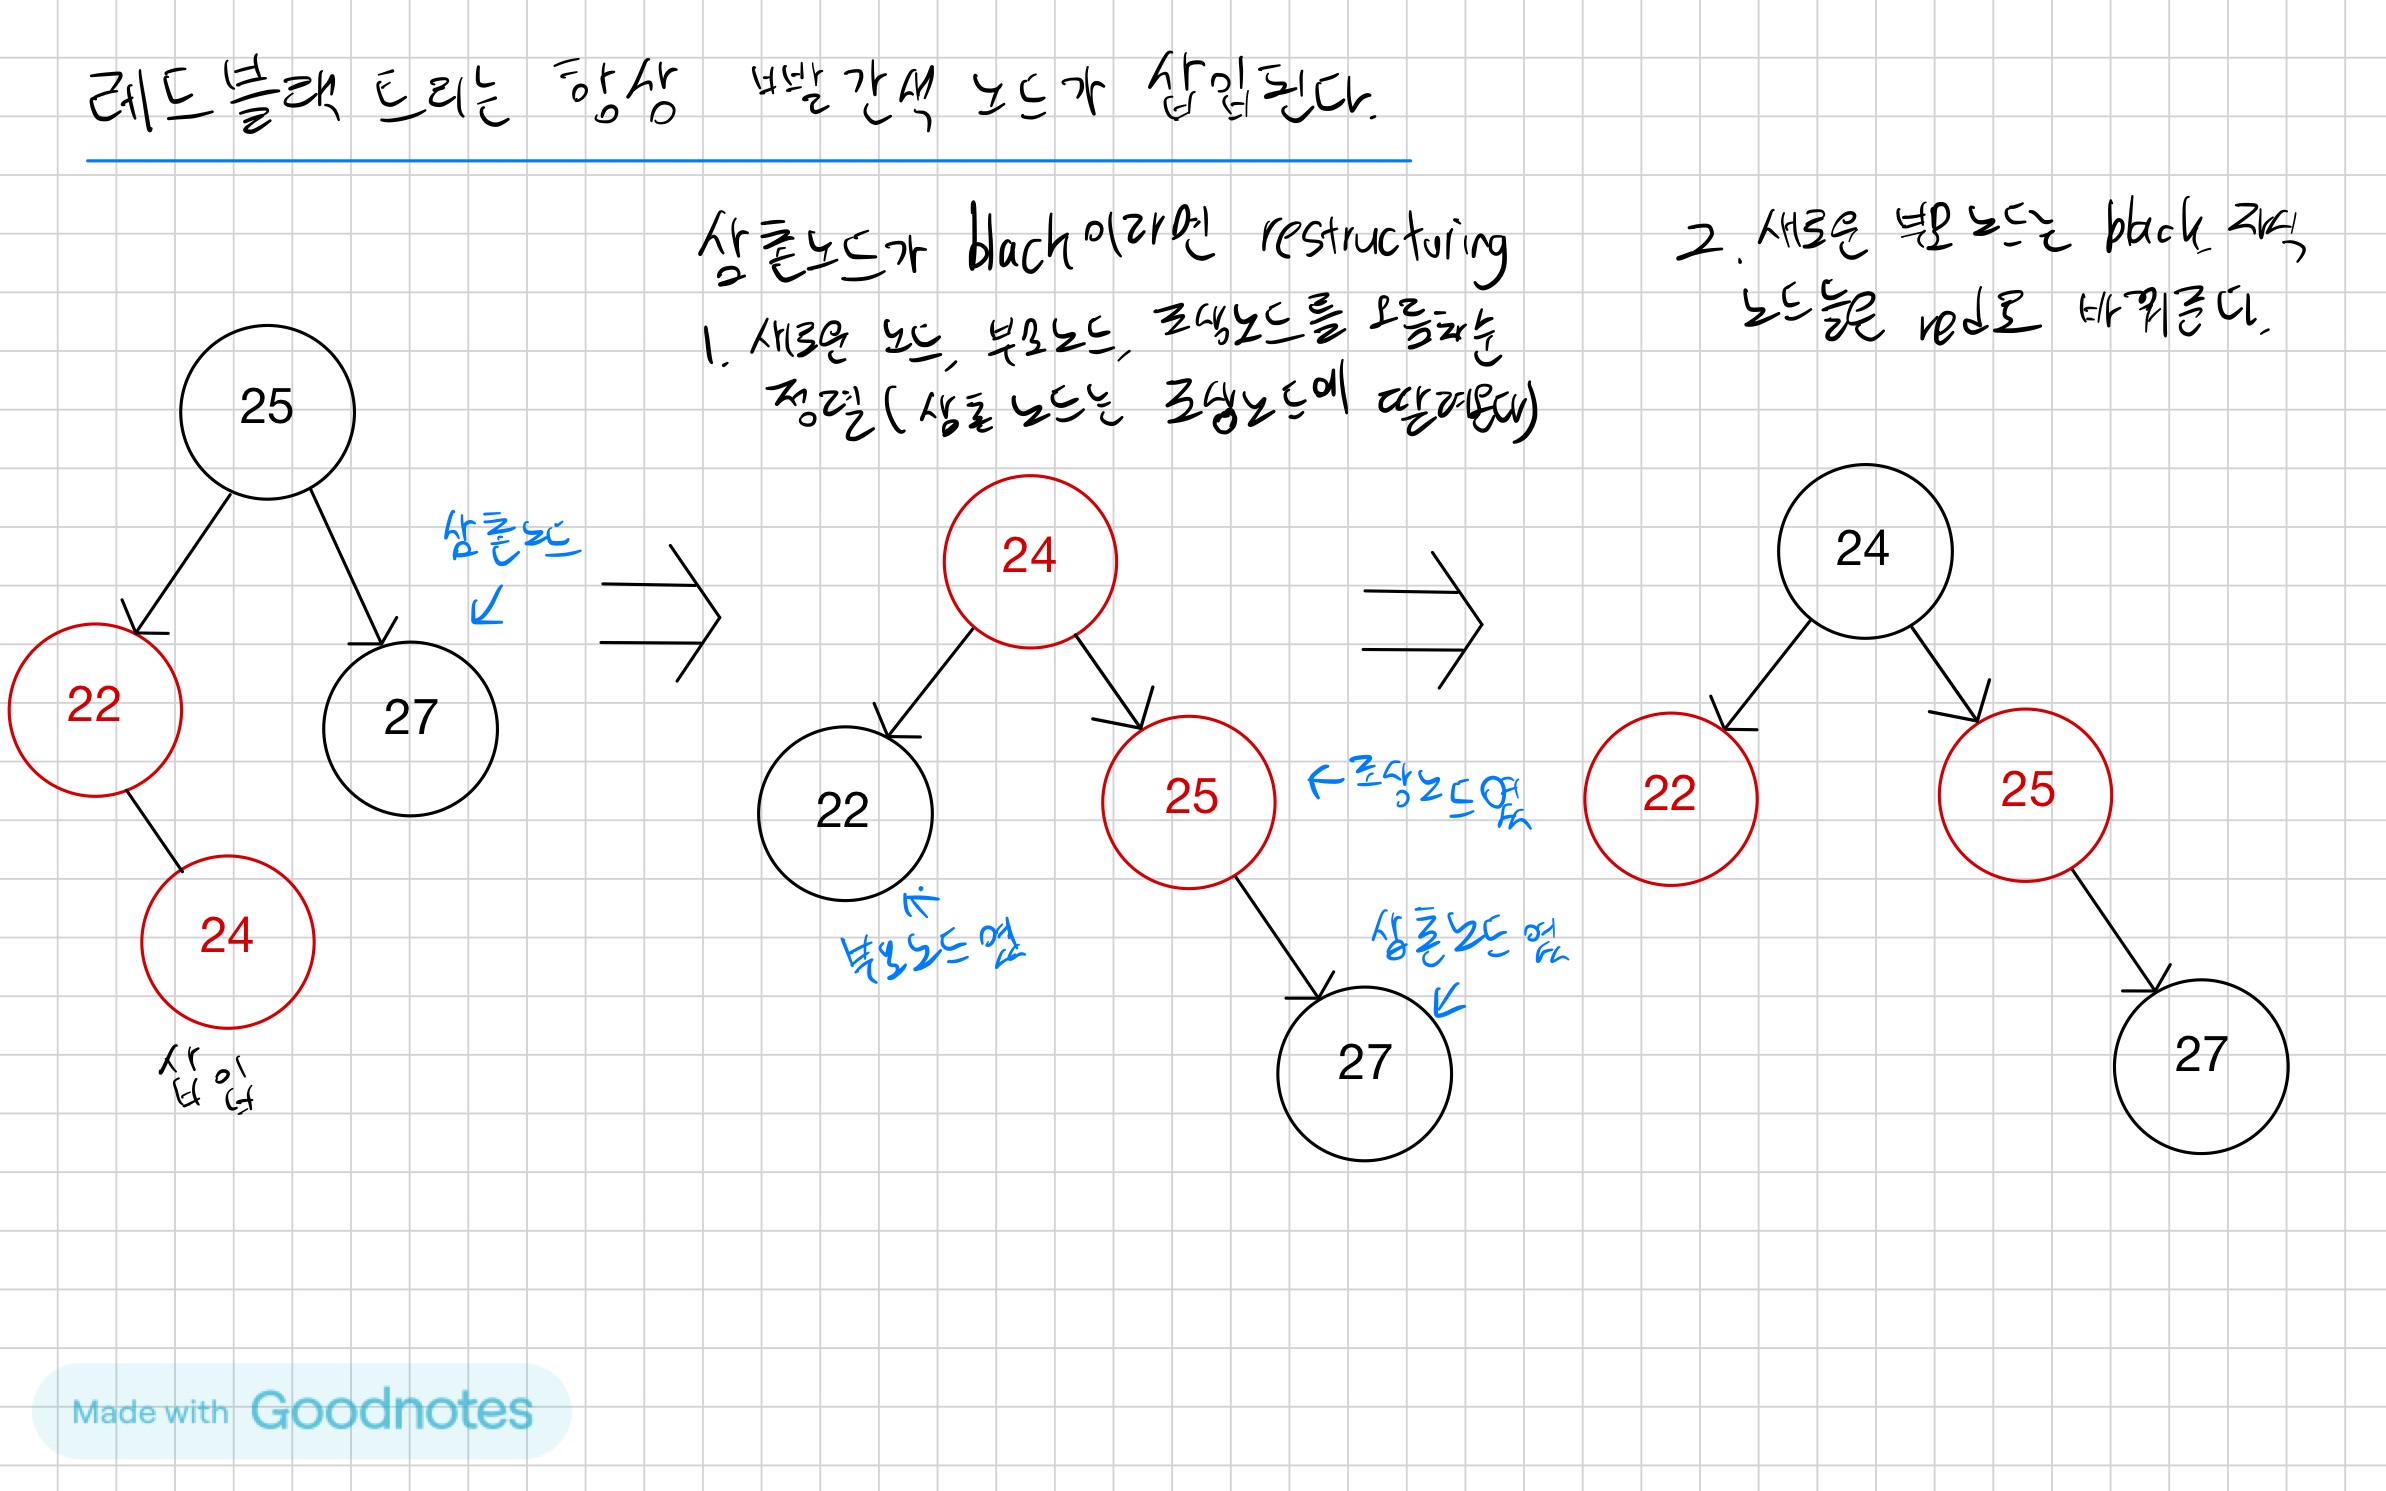 레드블랙 트리는 항상 빨간색 노드가 삽입된다.
삼촌노드가 black이라면 restructuring
1. 새로운 노드, 부모노드, 조상노드를 오름차순
정렬(삼촌노드는 조상노드에 딸려옴)
2. 새로운 부모노드는 black 자식
노드들은 red로 바꿔준다.
25
삼촌노드
22
27
24
삽입
24
22
25
←조상노드였음
부모노드였음
삼촌노드였음
27
24
22
25
27
Made with Goodnotes